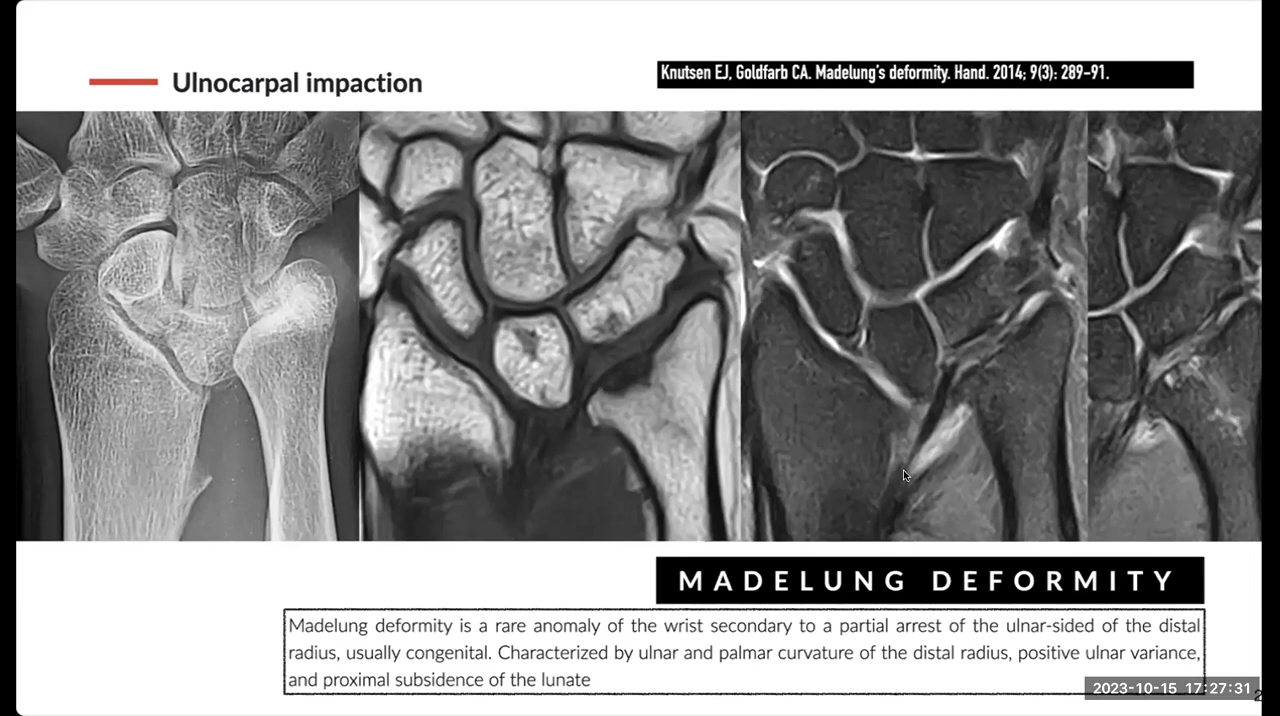 Ulnocarpal impaction
Knutsen EJ, Goldfarb CA. Madelung's deformity. Hand. 2014; 9(3): 289–91.
MADELUNG DEFORMITY
Madelung deformity is a rare anomaly of the wrist secondary to a partial arrest of the ulnar-sided of the distal
radius, usually congenital. Characterized by ulnar and palmar curvature of the distal radius, positive ulnar variance,
and proximal subsidence of the lunate
2023-10-15 17:27:31